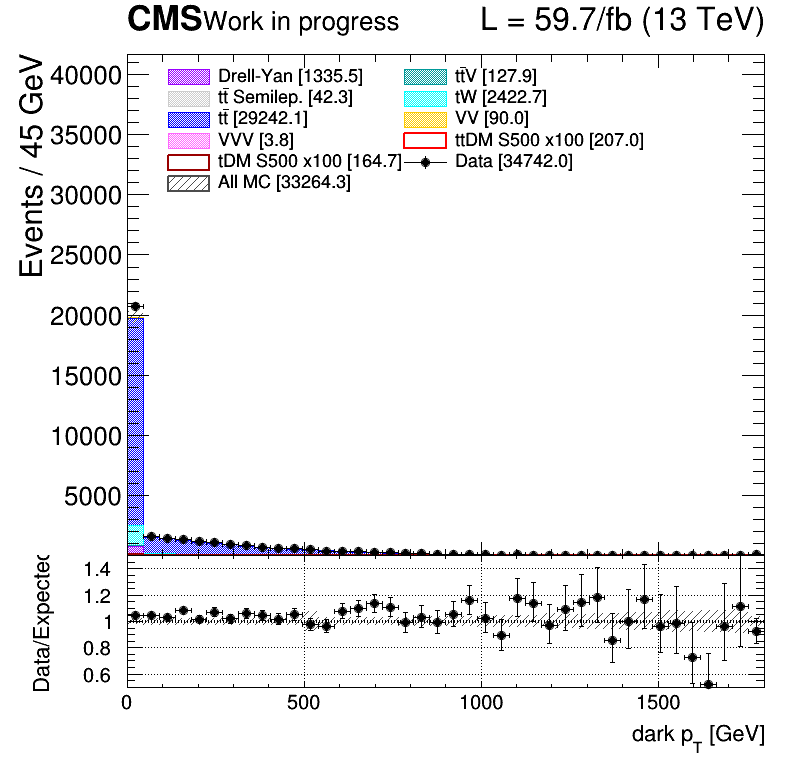 CMS Work in progress L = 59.7/fb (13 TeV)
Events / 45 GeV
40000
35000
30000
25000
20000
15000
10000
5000
Drell-Yan [1335.5]
tt̄ Semilep. [42.3]
tt̄ [29242.1]
VVV [3.8]
tDM S500 x100 [164.7]
All MC [33264.3]
tt̄V [127.9]
tW [2422.7]
VV [90.0]
ttDM S500 x100 [207.0]
Data [34742.0]
Data/Expected
1.4
1.2
1
0.8
0.6
0 500 1000 1500
dark p_T [GeV]